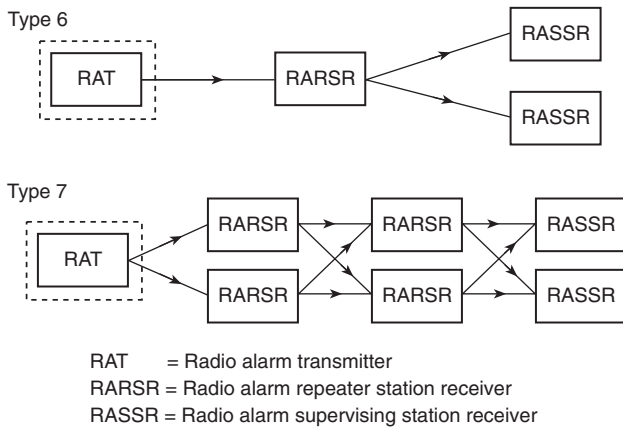 Type 6
RASSR
RAT
RARSR
RASSR
Type 7
RARSR
RARSR
RASSR
RAT
RARSR
RARSR
RASSR
RAT = Radio alarm transmitter
RARSR = Radio alarm repeater station receiver
RASSR = Radio alarm supervising station receiver